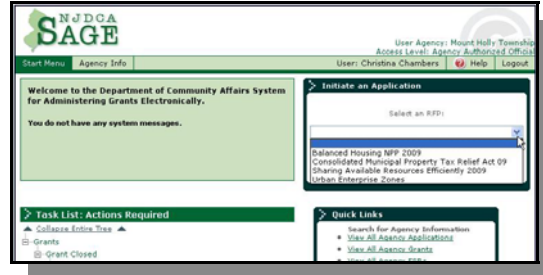 NJDCA
SAGE
User Agency: Mount Holly Township
Access Level: Agency Authorized Official
Start Menu Agency Info User: Christina Chambers Help Logout
Welcome to the Department of Community Affairs System
for Administering Grants Electronically.
You do not have any system messages.
Initiate an Application
Select an RFP:
Balanced Housing NPP 2009
Consolidated Municipal Property Tax Relief Act 09
Sharing Available Resources Efficiently 2009
Urban Enterprise Zones
Task List: Actions Required
Collapse Entire Tree
Grants
Grant Closed
Quick Links
Search for Agency Information
View All Agency Applications
View All Agency Grants